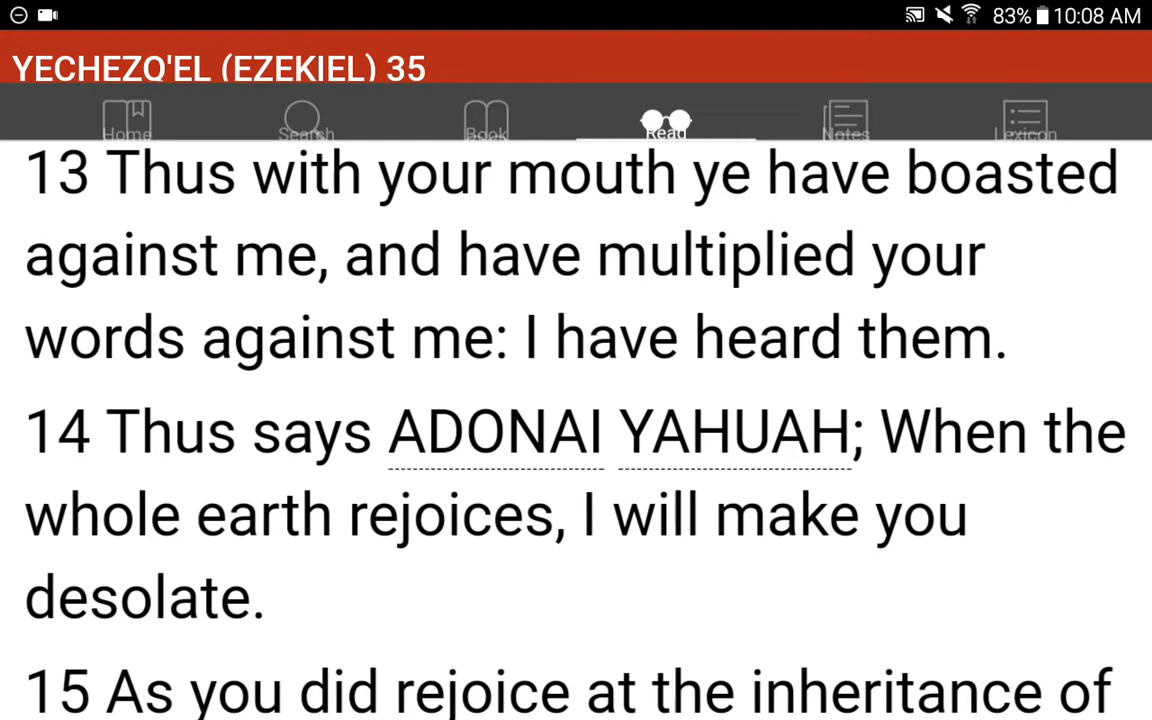 83% 10:08 AM
YECHEZQ'EL (EZEKIEL) 35
Home Search Book Read Notes Lexicon
13 Thus with your mouth ye have boasted
against me, and have multiplied your
words against me: I have heard them.
14 Thus says ADONAI YAHUAH; When the
whole earth rejoices, I will make you
desolate.
15 As you did rejoice at the inheritance of